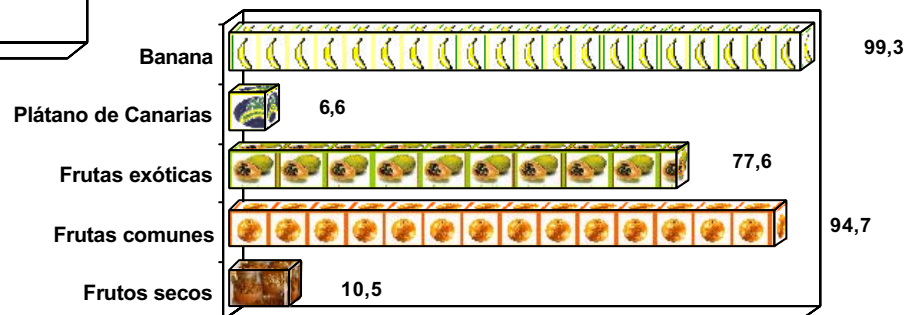 Banana 99,3
Plátano de Canarias 6,6
Frutas exóticas 77,6
Frutas comunes 94,7
Frutos secos 10,5